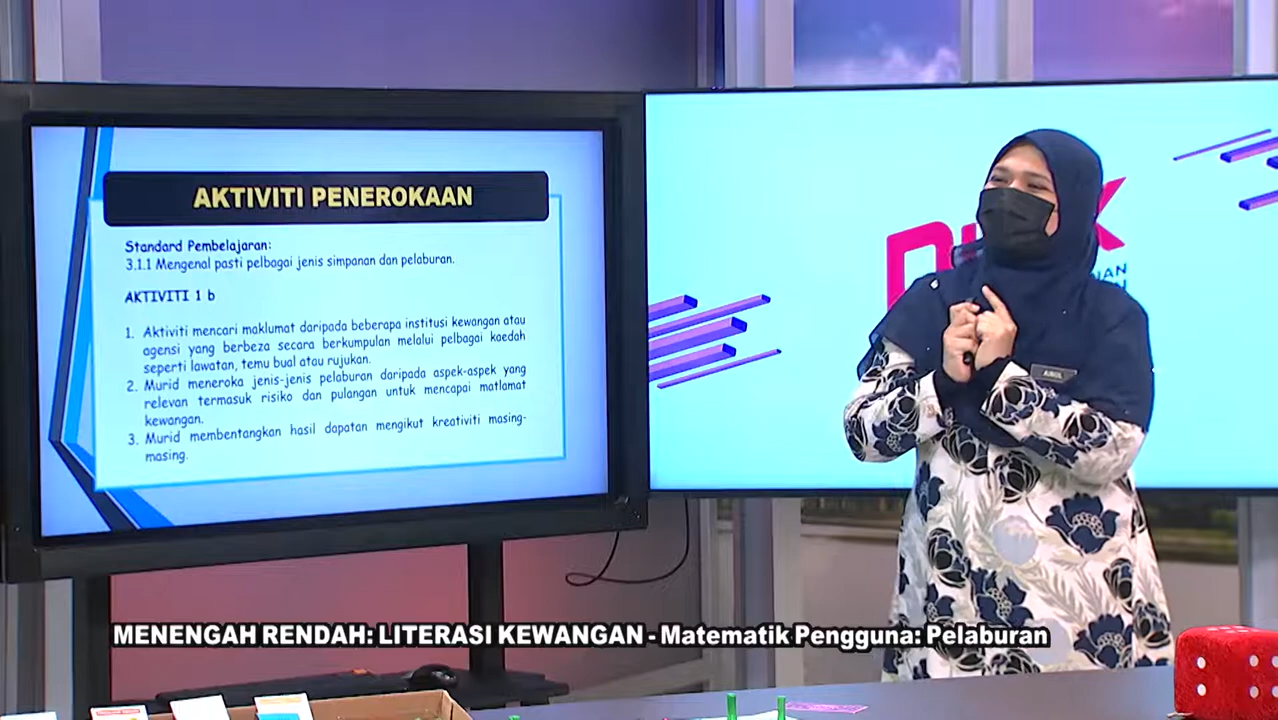 AKTIVITI PENEROKAAN
Standard Pembelajaran:
3.1.1 Mengenal pasti pelbagai jenis simpanan dan pelaburan.
AKTIVITI 1 b
1. Aktiviti mencari maklumat daripada beberapa institusi kewangan atau
agensi yang berbeza secara berkumpulan melalui pelbagai kaedah
seperti lawatan, temu bual atau rujukan.
2. Murid meneroka jenis-jenis pelaburan daripada aspek-aspek yang
relevan termasuk risiko dan pulangan untuk mencapai matlamat
kewangan.
3. Murid membentangkan hasil dapatan mengikut kreativiti masing-
masing.
MENENGAH RENDAH: LITERASI KEWANGAN - Matematik Pengguna: Pelaburan